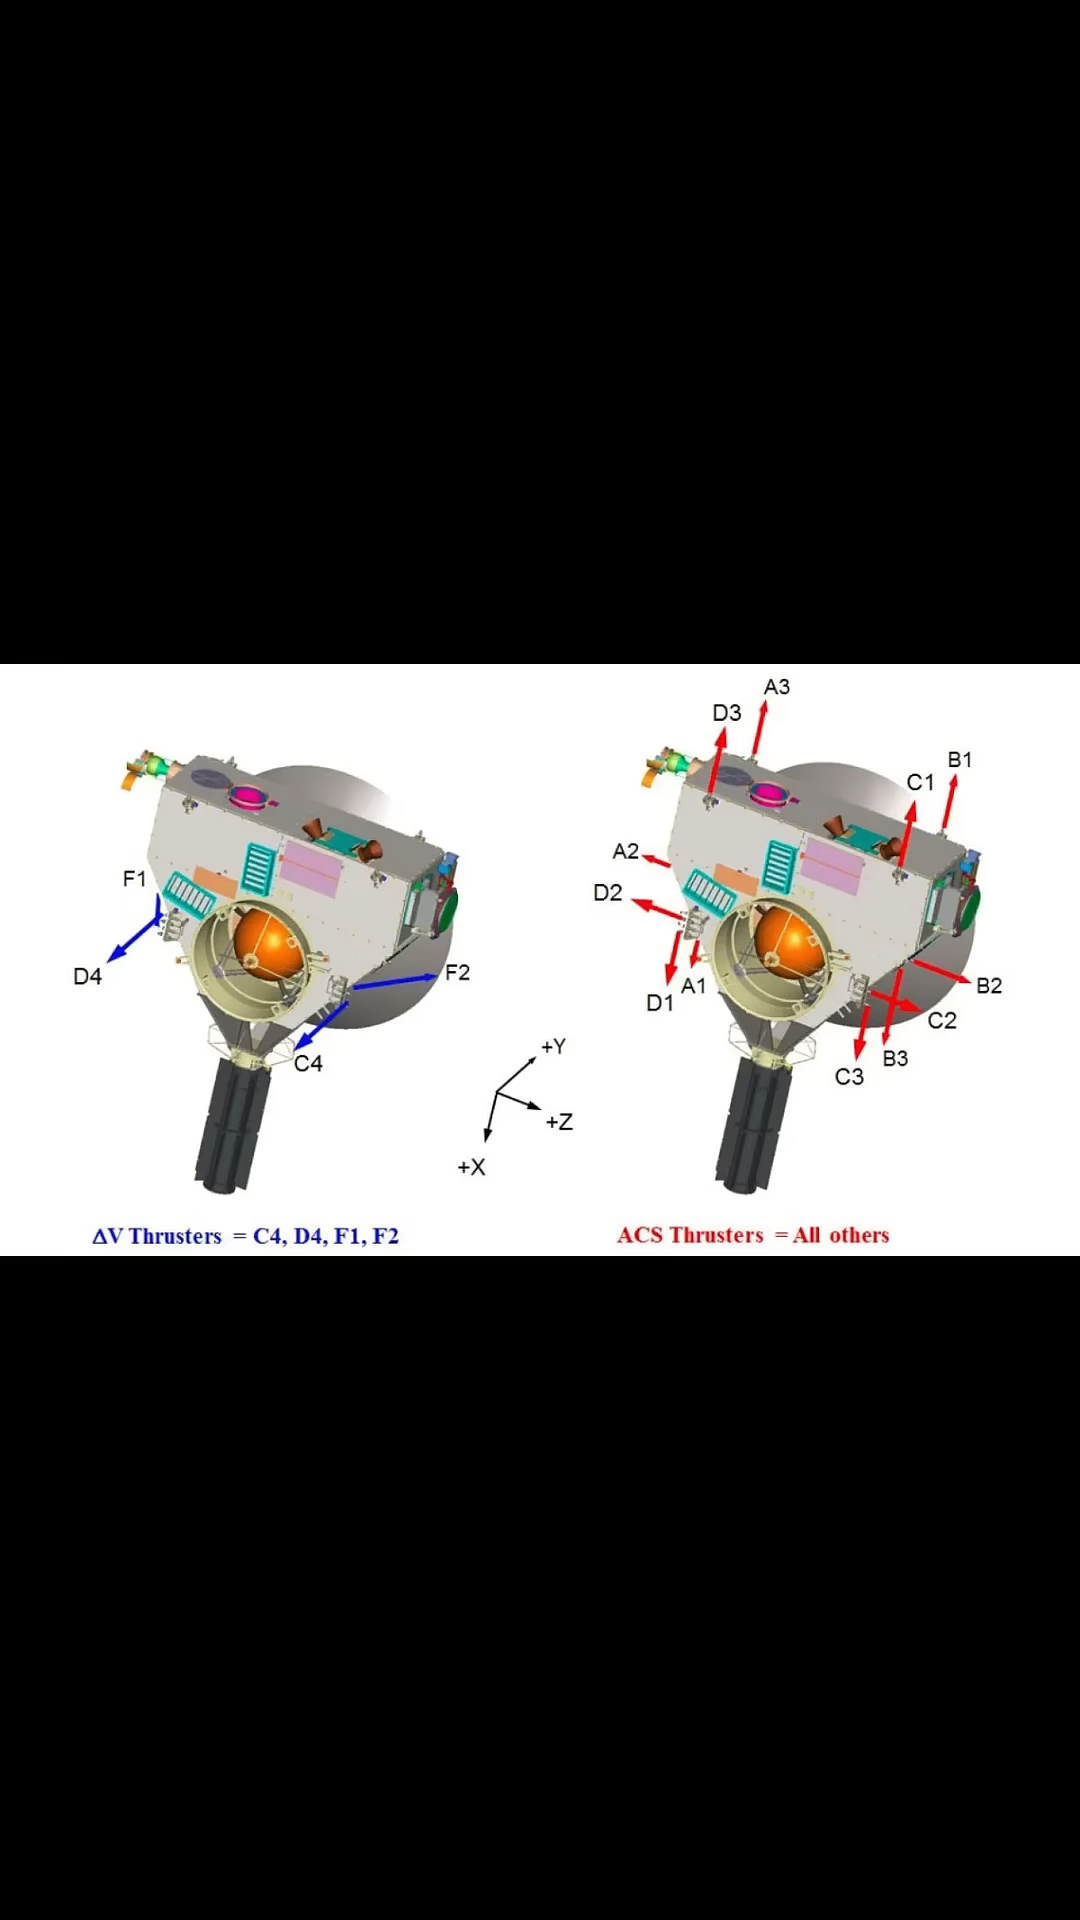 F1
D4
F2
C4
ΔV Thrusters = C4, D4, F1, F2
+Y
+Z
+X
A3
D3
B1
C1
A2
D2
D1
A1
B2
C2
B3
C3
ACS Thrusters = All others